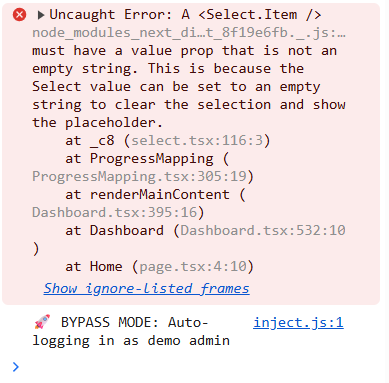 Uncaught Error: A <Select.Item />
node_modules_next_di…t_8f19e6fb._.js:…
must have a value prop that is not an
empty string. This is because the
Select value can be set to an empty
string to clear the selection and show
the placeholder.
at _c8 (select.tsx:116:3)
at ProgressMapping (
ProgressMapping.tsx:305:19)
at renderMainContent (
Dashboard.tsx:395:16)
at Dashboard (Dashboard.tsx:532:10
)
at Home (page.tsx:4:10)
Show ignore-listed frames
🚀 BYPASS MODE: Auto- inject.js:1
logging in as demo admin